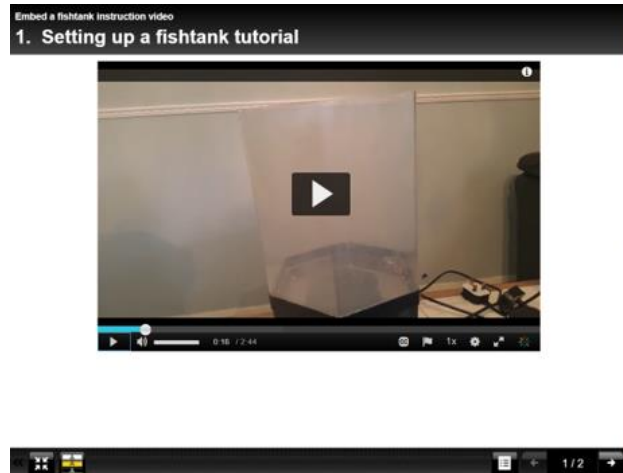 Embed a fishtank instruction video
1. Setting up a fishtank tutorial
0:16 / 2:44
1x
1 / 2